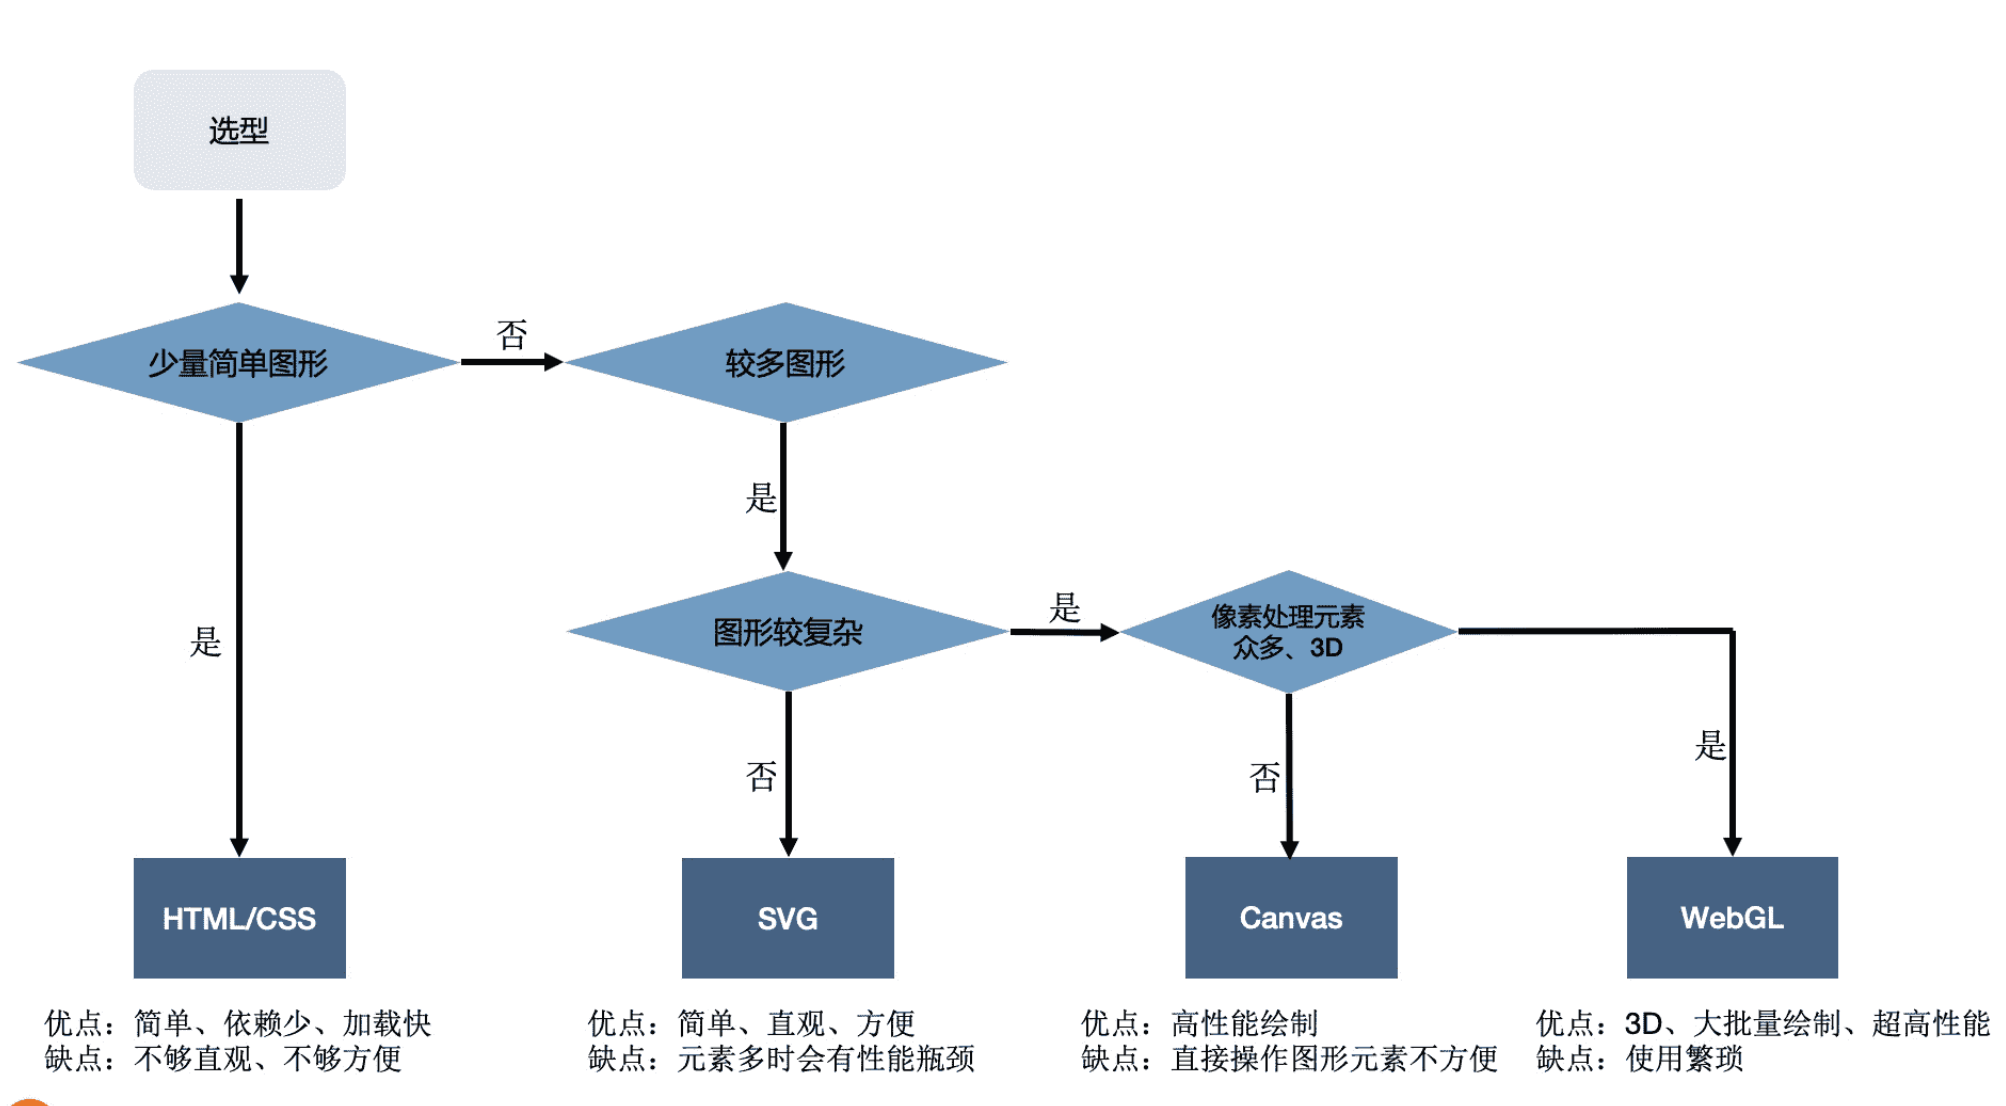 选型
少量简单图形
否
较多图形
是
是
图形较复杂
是
像素处理元素
众多、3D
否
否
是
HTML/CSS
SVG
Canvas
WebGL
优点：简单、依赖少、加载快
缺点：不够直观、不够方便
优点：简单、直观、方便
缺点：元素多时会有性能瓶颈
优点：高性能绘制
缺点：直接操作图形元素不方便
优点：3D、大批量绘制、超高性能
缺点：使用繁琐